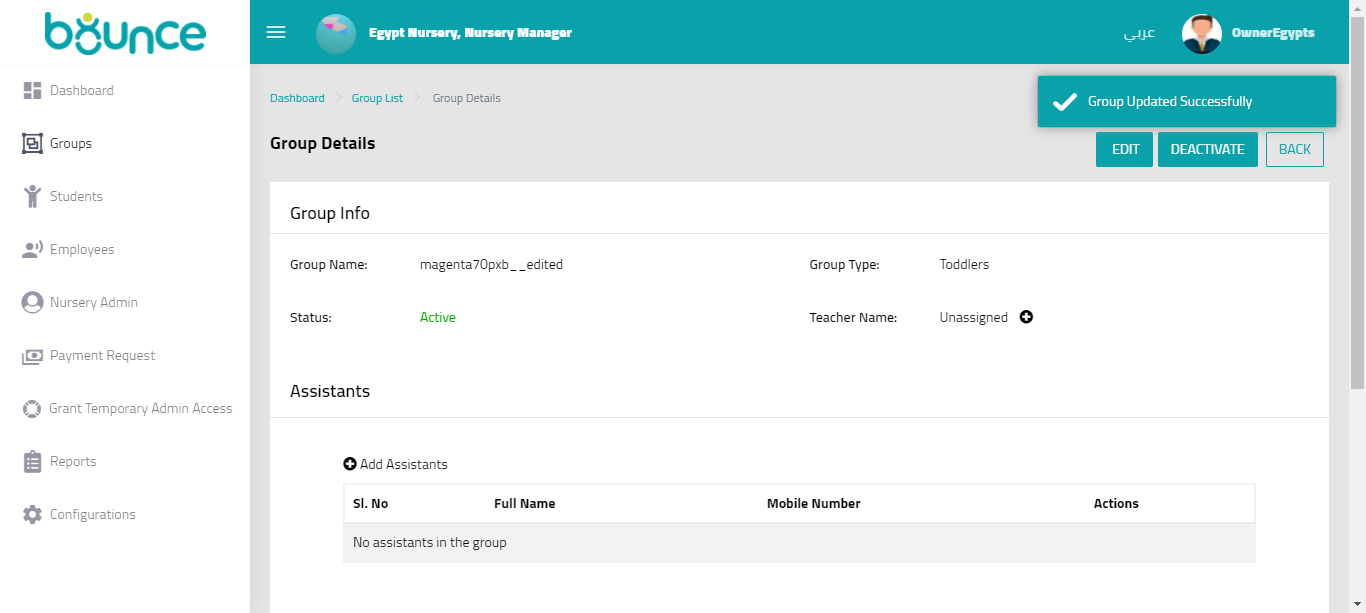 bounce
Egypt Nursery, Nursery Manager
عربي
OwnerEgypts
Dashboard
Groups
Students
Employees
Nursery Admin
Payment Request
Grant Temporary Admin Access
Reports
Configurations
Dashboard > Group List > Group Details
Group Updated Successfully
Group Details
EDIT DEACTIVATE BACK
Group Info
Group Name: magenta70pxb__edited Group Type: Toddlers
Status: Active Teacher Name: Unassigned
Assistants
Add Assistants
Sl. No Full Name Mobile Number Actions
No assistants in the group